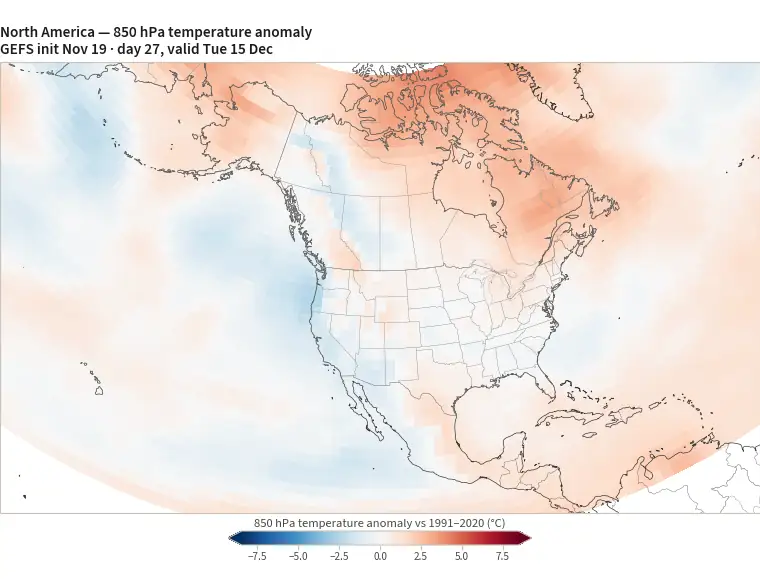 North America — 850 hPa temperature anomaly
GEFS init Nov 19 · day 27, valid Tue 15 Dec
850 hPa temperature anomaly vs 1991–2020 (°C)
−7.5 −5.0 −2.5 0.0 2.5 5.0 7.5